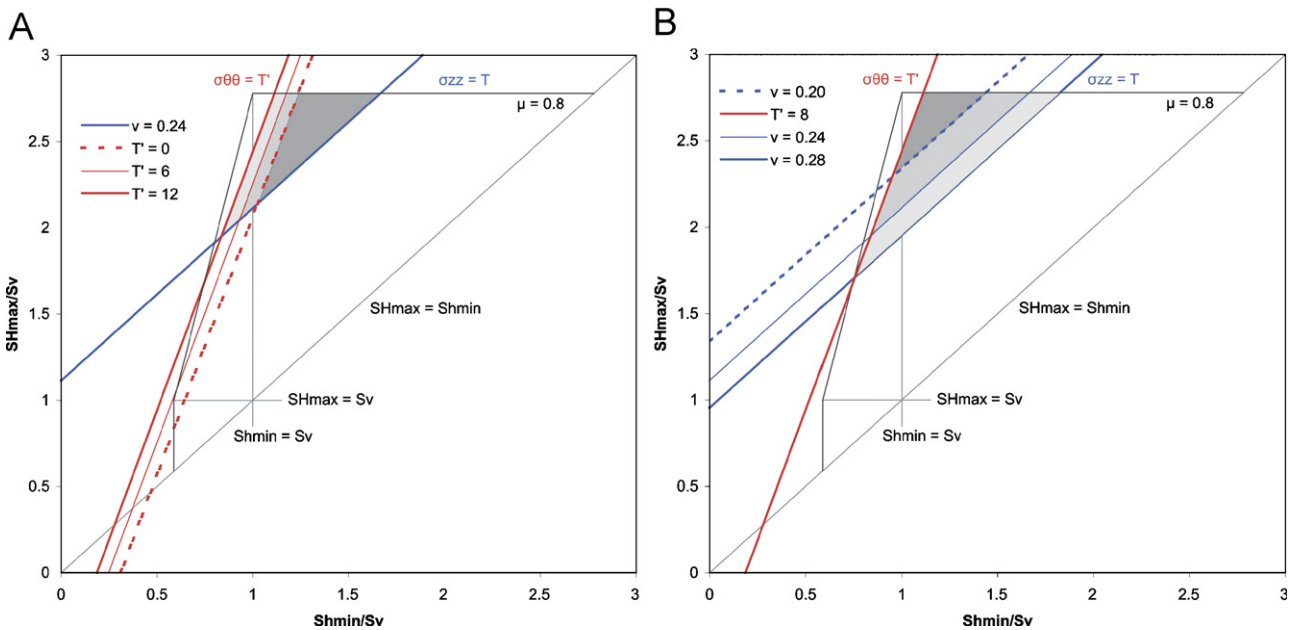 A
3
2.5
2
1.5
1
0.5
0
0
0.5
1
1.5
2
2.5
3
SHmax/Sv
Shmin/Sv
σθθ = T'
σzz = T
μ = 0.8
v = 0.24
T' = 0
T' = 6
T' = 12
SHmax = Shmin
SHmax = Sv
Shmin = Sv
B
3
2.5
2
1.5
1
0.5
0
0
0.5
1
1.5
2
2.5
3
SHmax/Sv
Shmin/Sv
σθθ = T'
σzz = T
μ = 0.8
v = 0.20
T' = 8
v = 0.24
v = 0.28
SHmax = Shmin
SHmax = Sv
Shmin = Sv